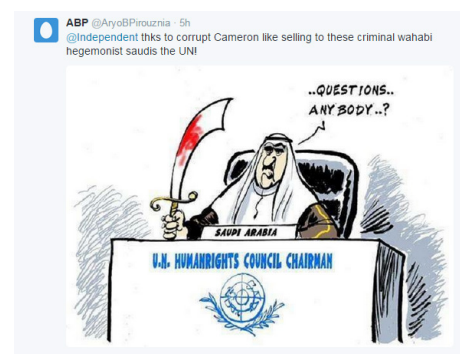 ABP @AryoBPirouznia · 5h
@Independent thks to corrupt Cameron like selling to these criminal wahabi
hegemonist saudis the UN!
..QUESTIONS..
ANY BODY..?
SAUDI ARABIA
U.N. HUMANRIGHTS COUNCIL CHAIRMAN